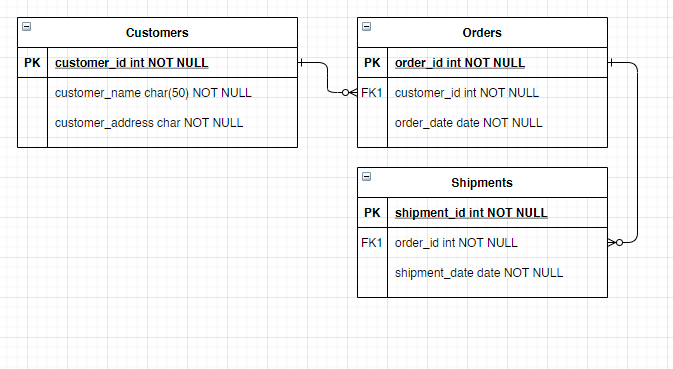 Customers
PK customer_id int NOT NULL
customer_name char(50) NOT NULL
customer_address char NOT NULL
Orders
PK order_id int NOT NULL
FK1 customer_id int NOT NULL
order_date date NOT NULL
Shipments
PK shipment_id int NOT NULL
FK1 order_id int NOT NULL
shipment_date date NOT NULL